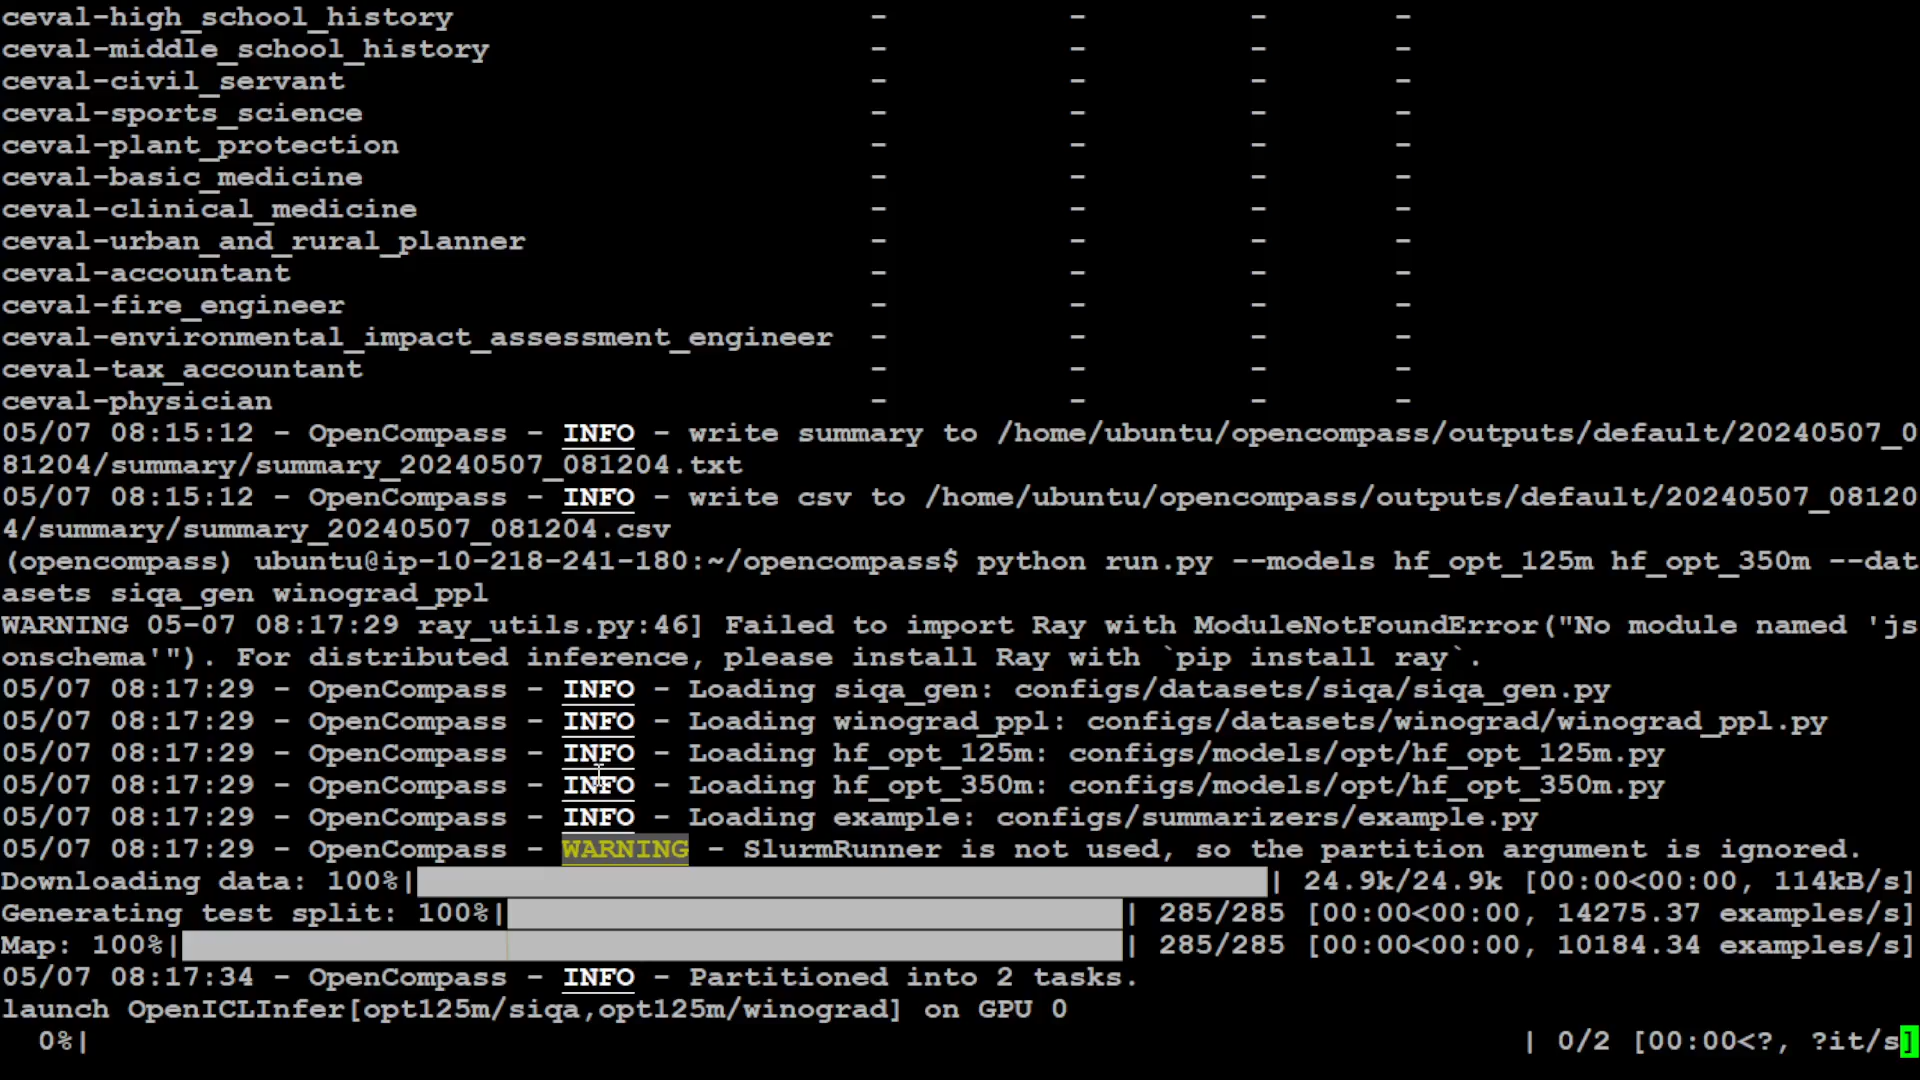 ceval-high_school_history - - - -
ceval-middle_school_history - - - -
ceval-civil_servant - - - -
ceval-sports_science - - - -
ceval-plant_protection - - - -
ceval-basic_medicine - - - -
ceval-clinical_medicine - - - -
ceval-urban_and_rural_planner - - - -
ceval-accountant - - - -
ceval-fire_engineer - - - -
ceval-environmental_impact_assessment_engineer - - - -
ceval-tax_accountant - - - -
ceval-physician - - - -
05/07 08:15:12 - OpenCompass - INFO - write summary to /home/ubuntu/opencompass/outputs/default/20240507_0
81204/summary/summary_20240507_081204.txt
05/07 08:15:12 - OpenCompass - INFO - write csv to /home/ubuntu/opencompass/outputs/default/20240507_08120
4/summary/summary_20240507_081204.csv
(opencompass) ubuntu@ip-10-218-241-180:~/opencompass$ python run.py --models hf_opt_125m hf_opt_350m --dat
asets siqa_gen winograd_ppl
WARNING 05-07 08:17:29 ray_utils.py:46] Failed to import Ray with ModuleNotFoundError("No module named 'js
onschema'"). For distributed inference, please install Ray with `pip install ray`.
05/07 08:17:29 - OpenCompass - INFO - Loading siqa_gen: configs/datasets/siqa/siqa_gen.py
05/07 08:17:29 - OpenCompass - INFO - Loading winograd_ppl: configs/datasets/winograd/winograd_ppl.py
05/07 08:17:29 - OpenCompass - INFO - Loading hf_opt_125m: configs/models/opt/hf_opt_125m.py
05/07 08:17:29 - OpenCompass - INFO - Loading hf_opt_350m: configs/models/opt/hf_opt_350m.py
05/07 08:17:29 - OpenCompass - INFO - Loading example: configs/summarizers/example.py
05/07 08:17:29 - OpenCompass - WARNING - SlurmRunner is not used, so the partition argument is ignored.
Downloading data: 100%| | 24.9k/24.9k [00:00<00:00, 114kB/s]
Generating test split: 100%| | 285/285 [00:00<00:00, 14275.37 examples/s]
Map: 100%| | 285/285 [00:00<00:00, 10184.34 examples/s]
05/07 08:17:34 - OpenCompass - INFO - Partitioned into 2 tasks.
launch OpenICLInfer[opt125m/siqa,opt125m/winograd] on GPU 0
0%| | 0/2 [00:00<?, ?it/s]